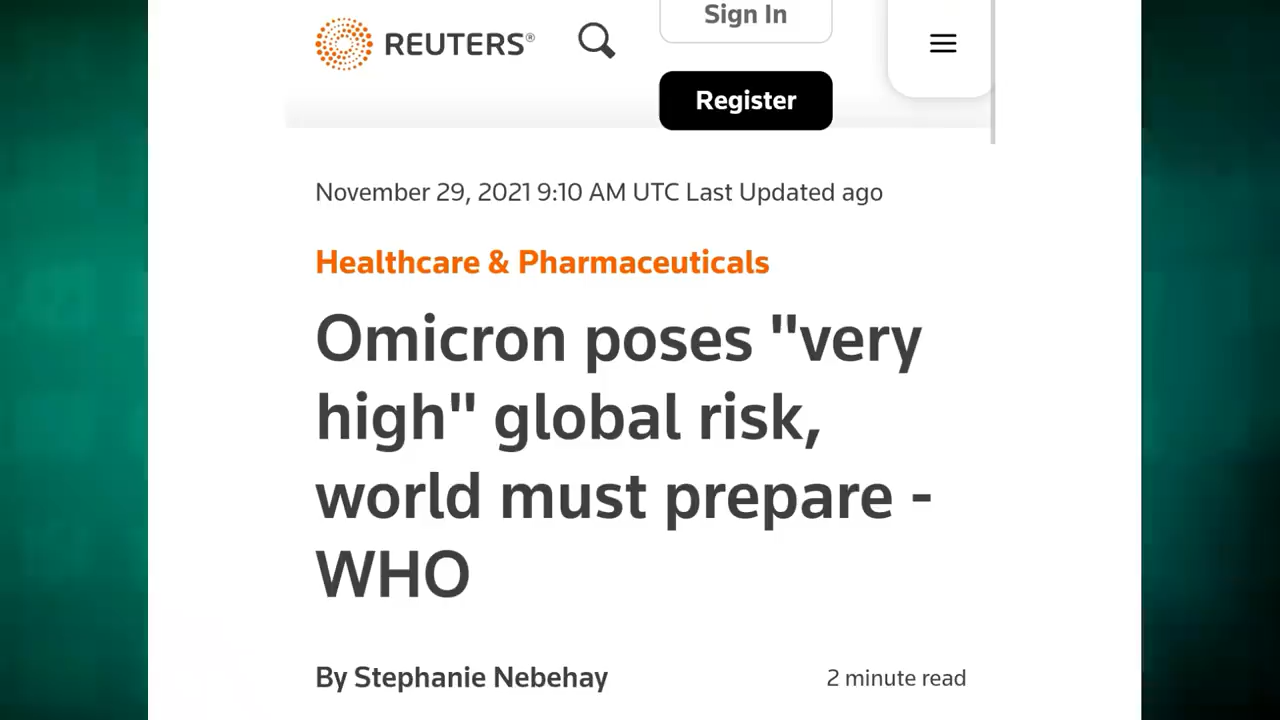 REUTERS®
Sign In
Register
November 29, 2021 9:10 AM UTC Last Updated ago
Healthcare & Pharmaceuticals
Omicron poses "very
high" global risk,
world must prepare -
WHO
By Stephanie Nebehay
2 minute read